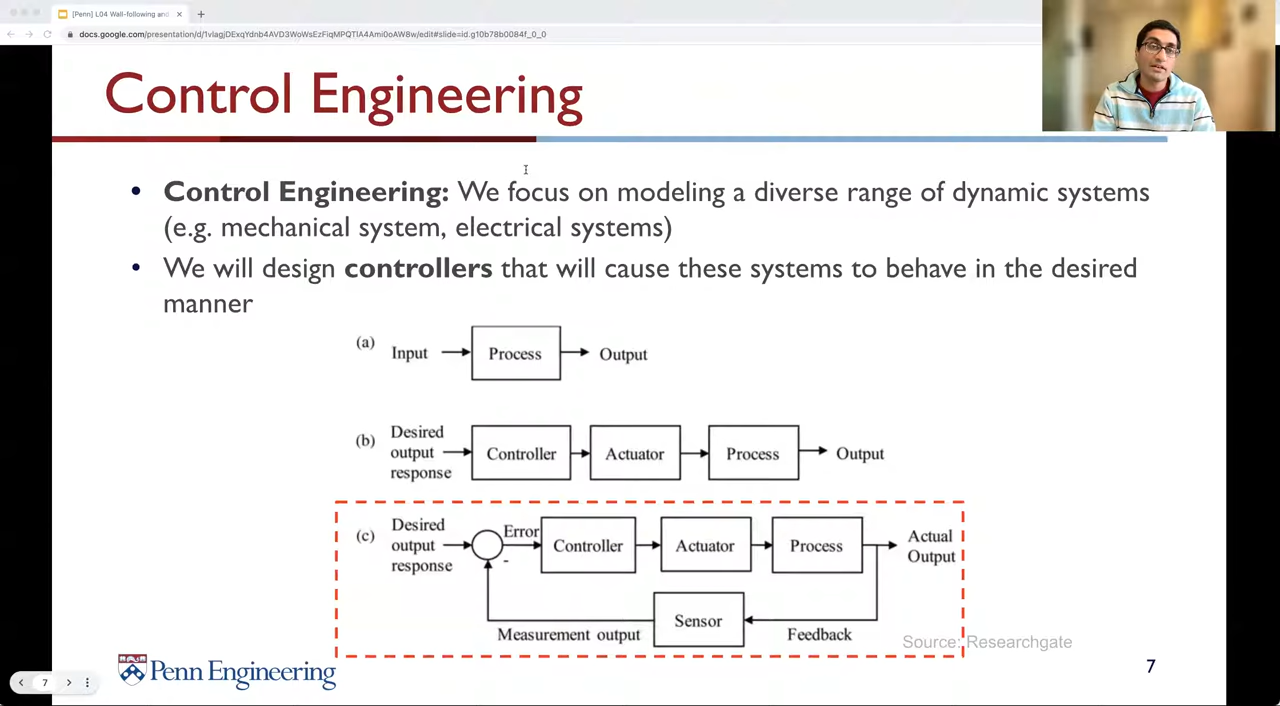 [Penn] L04 Wall-following and
docs.google.com/presentation/d/1vlagjDExqYdnb4AVD3WoWsEzFiqMPQTlA4Ami0oAW8w/edit#slide=id.g10b78b0084f_0_0
Control Engineering
• Control Engineering: We focus on modeling a diverse range of dynamic systems
(e.g. mechanical system, electrical systems)
• We will design controllers that will cause these systems to behave in the desired
manner
(a)
Input
Process
Output
(b)
Desired
output
response
Controller
Actuator
Process
Output
(c)
Desired
output
response
Error
-
Controller
Actuator
Process
Actual
Output
Sensor
Measurement output
Feedback
Source: Researchgate
Penn Engineering
7
7